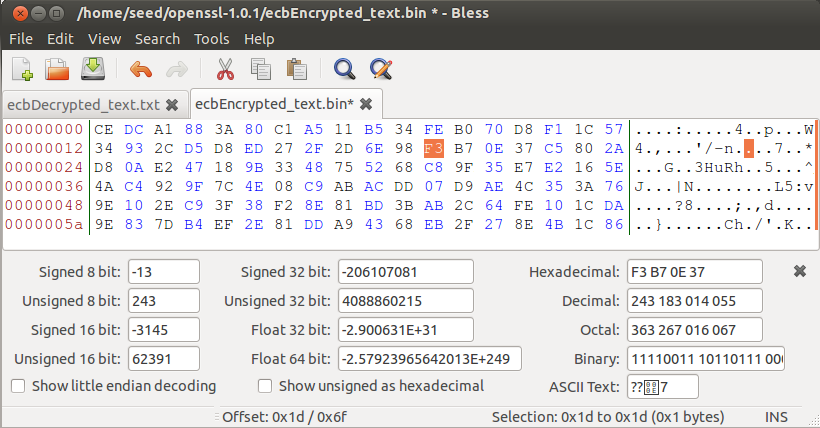 /home/seed/openssl-1.0.1/ecbEncrypted_text.bin * - Bless
File Edit View Search Tools Help
ecbDecrypted_text.txt ecbEncrypted_text.bin*
00000000 CE DC A1 88 3A 80 C1 A5 11 B5 34 FE B0 70 D8 F1 1C 57 ....:.....4..p...W
00000012 34 93 2C D5 D8 ED 27 2F 2D 6E 98 F3 B7 0E 37 C5 80 2A 4.,...'/-n....7..*
00000024 D8 0A E2 47 18 9B 33 48 75 52 68 C8 9F 35 E7 E2 16 5E ...G..3HuRh..5...^
00000036 4A C4 92 9F 7C 4E 08 C9 AB AC DD 07 D9 AE 4C 35 3A 76 J...|N........L5:v
00000048 9E 10 2E C9 3F 38 F2 8E 81 BD 3B AB 2C 64 FE 10 1C DA ....?8....;.,d....
0000005a 9E 83 7D B4 EF 2E 81 DD A9 43 68 EB 2F 27 8E 4B 1C 86 ..}......Ch./'.K..
Signed 8 bit: -13 Signed 32 bit: -206107081 Hexadecimal: F3 B7 0E 37
Unsigned 8 bit: 243 Unsigned 32 bit: 4088860215 Decimal: 243 183 014 055
Signed 16 bit: -3145 Float 32 bit: -2.900631E+31 Octal: 363 267 016 067
Unsigned 16 bit: 62391 Float 64 bit: -2.57923965642013E+249 Binary: 11110011 10110111 000
Show little endian decoding Show unsigned as hexadecimal ASCII Text: ??7
Offset: 0x1d / 0x6f Selection: 0x1d to 0x1d (0x1 bytes) INS